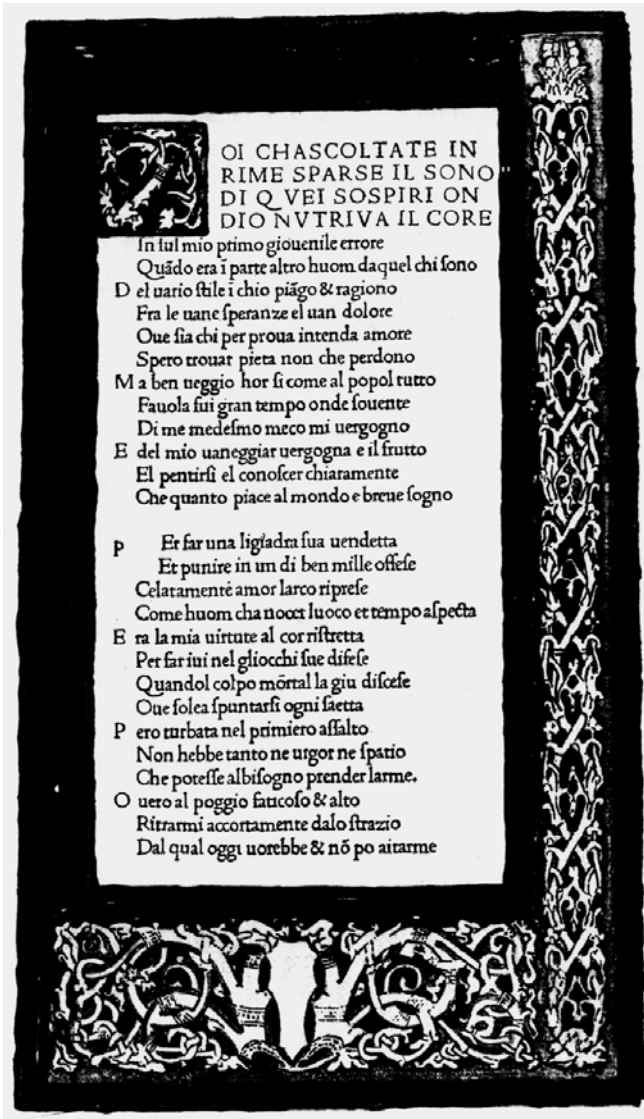 VOI CHASCOLTATE IN
RIME SPARSE IL SONO
DI QVEI SOSPIRI ON
DIO NVTRIVA IL CORE
In ſul mio primo giouenile errore
Quādo era ī parte altro huom da quel chi ſono
D el uario ſtile ī chio piāgo & ragiono
Fra le uane ſperanze el uan dolore
Oue ſia chi per proua intenda amore
Spero trouar pieta non che perdono
M a ben ueggio hor ſi come al popol tutto
Fauola fui gran tempo onde ſouente
Di me medeſmo meco mi uergogno
E del mio uaneggiar uergogna e il frutto
El pentirſi el conoſcer chiaramente
Che quanto piace al mondo e breue ſogno
P Er far una ligiadra ſua uendetta
Et punire in un di ben mille offeſe
Celatamente amor larco ripreſe
Come huom cha nocer luoco et tempo aſpecta
E ra la mia uirtute al cor riſtretta
Per far iui nel gliocchi ſue difeſe
Quandol colpo mōrtal la giu diſceſe
Oue ſolea ſpuntarſi ogni ſaetta
P ero turbata nel primiero aſſalto
Non hebbe tanto ne uigor ne ſpatio
Che poteſſe albiſogno prender larme.
O uero al poggio faticoſo & alto
Ritrarmi accortamente dalo ſtrazio
Dal qual oggi uorebbe & nō po aitarme